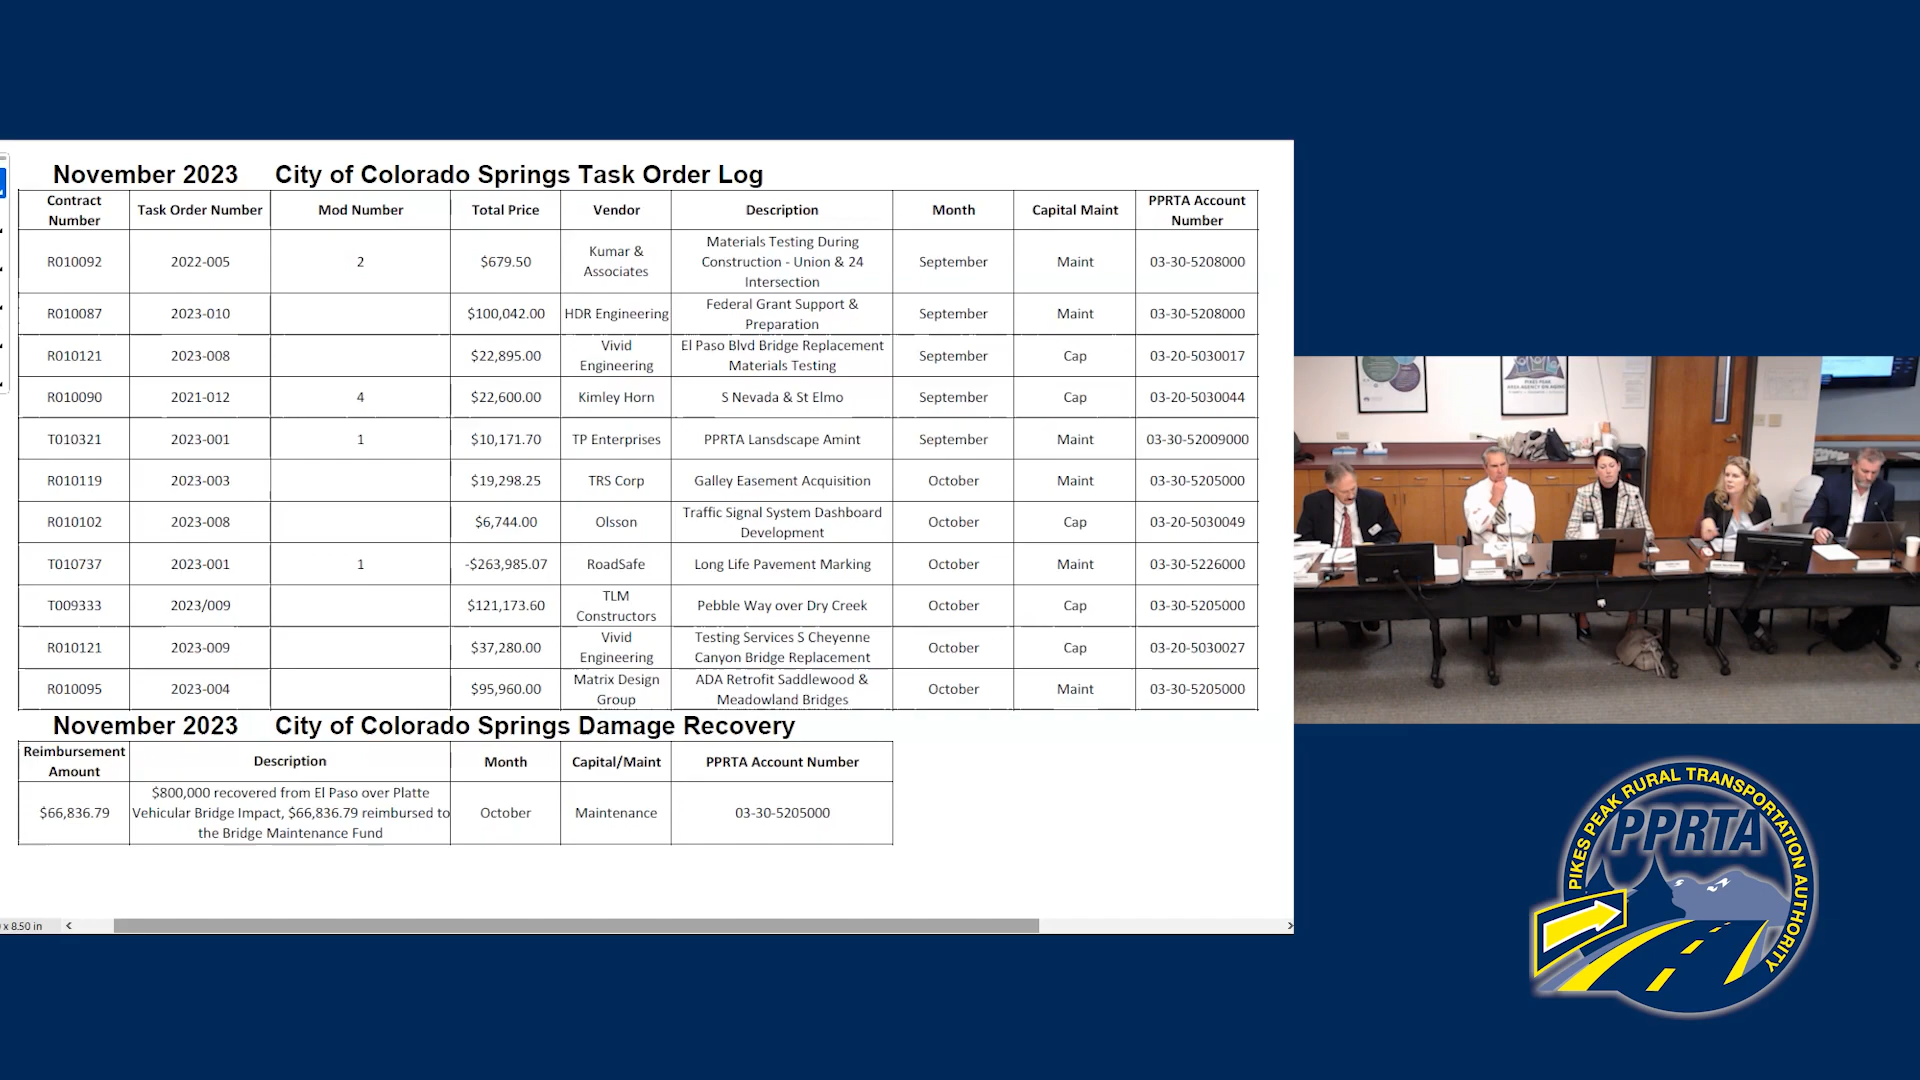 November 2023 City of Colorado Springs Task Order Log
Contract Number Task Order Number Mod Number Total Price Vendor Description Month Capital Maint PPRTA Account Number
R010092 2022-005 2 $679.50 Kumar & Associates Materials Testing During Construction - Union & 24 Intersection September Maint 03-30-5208000
R010087 2023-010 $100,042.00 HDR Engineering Federal Grant Support & Preparation September Maint 03-30-5208000
R010121 2023-008 $22,895.00 Vivid Engineering El Paso Blvd Bridge Replacement Materials Testing September Cap 03-20-5030017
R010090 2021-012 4 $22,600.00 Kimley Horn S Nevada & St Elmo September Cap 03-20-5030044
T010321 2023-001 1 $10,171.70 TP Enterprises PPRTA Lansdscape Amint September Maint 03-30-52009000
R010119 2023-003 $19,298.25 TRS Corp Galley Easement Acquisition October Maint 03-30-5205000
R010102 2023-008 $6,744.00 Olsson Traffic Signal System Dashboard Development October Cap 03-20-5030049
T010737 2023-001 1 -$263,985.07 RoadSafe Long Life Pavement Marking October Maint 03-30-5226000
T009333 2023/009 $121,173.60 TLM Constructors Pebble Way over Dry Creek October Cap 03-30-5205000
R010121 2023-009 $37,280.00 Vivid Engineering Testing Services S Cheyenne Canyon Bridge Replacement October Cap 03-20-5030027
R010095 2023-004 $95,960.00 Matrix Design Group ADA Retrofit Saddlewood & Meadowland Bridges October Maint 03-30-5205000
November 2023 City of Colorado Springs Damage Recovery
Reimbursement Amount Description Month Capital/Maint PPRTA Account Number
$66,836.79 $800,000 recovered from El Paso over Platte Vehicular Bridge Impact, $66,836.79 reimbursed to the Bridge Maintenance Fund October Maintenance 03-30-5205000
x 8.50 in
PIKES PEAK
AREA AGENCY ON AGING
PIKES PEAK RURAL TRANSPORTATION AUTHORITY
PPRTA